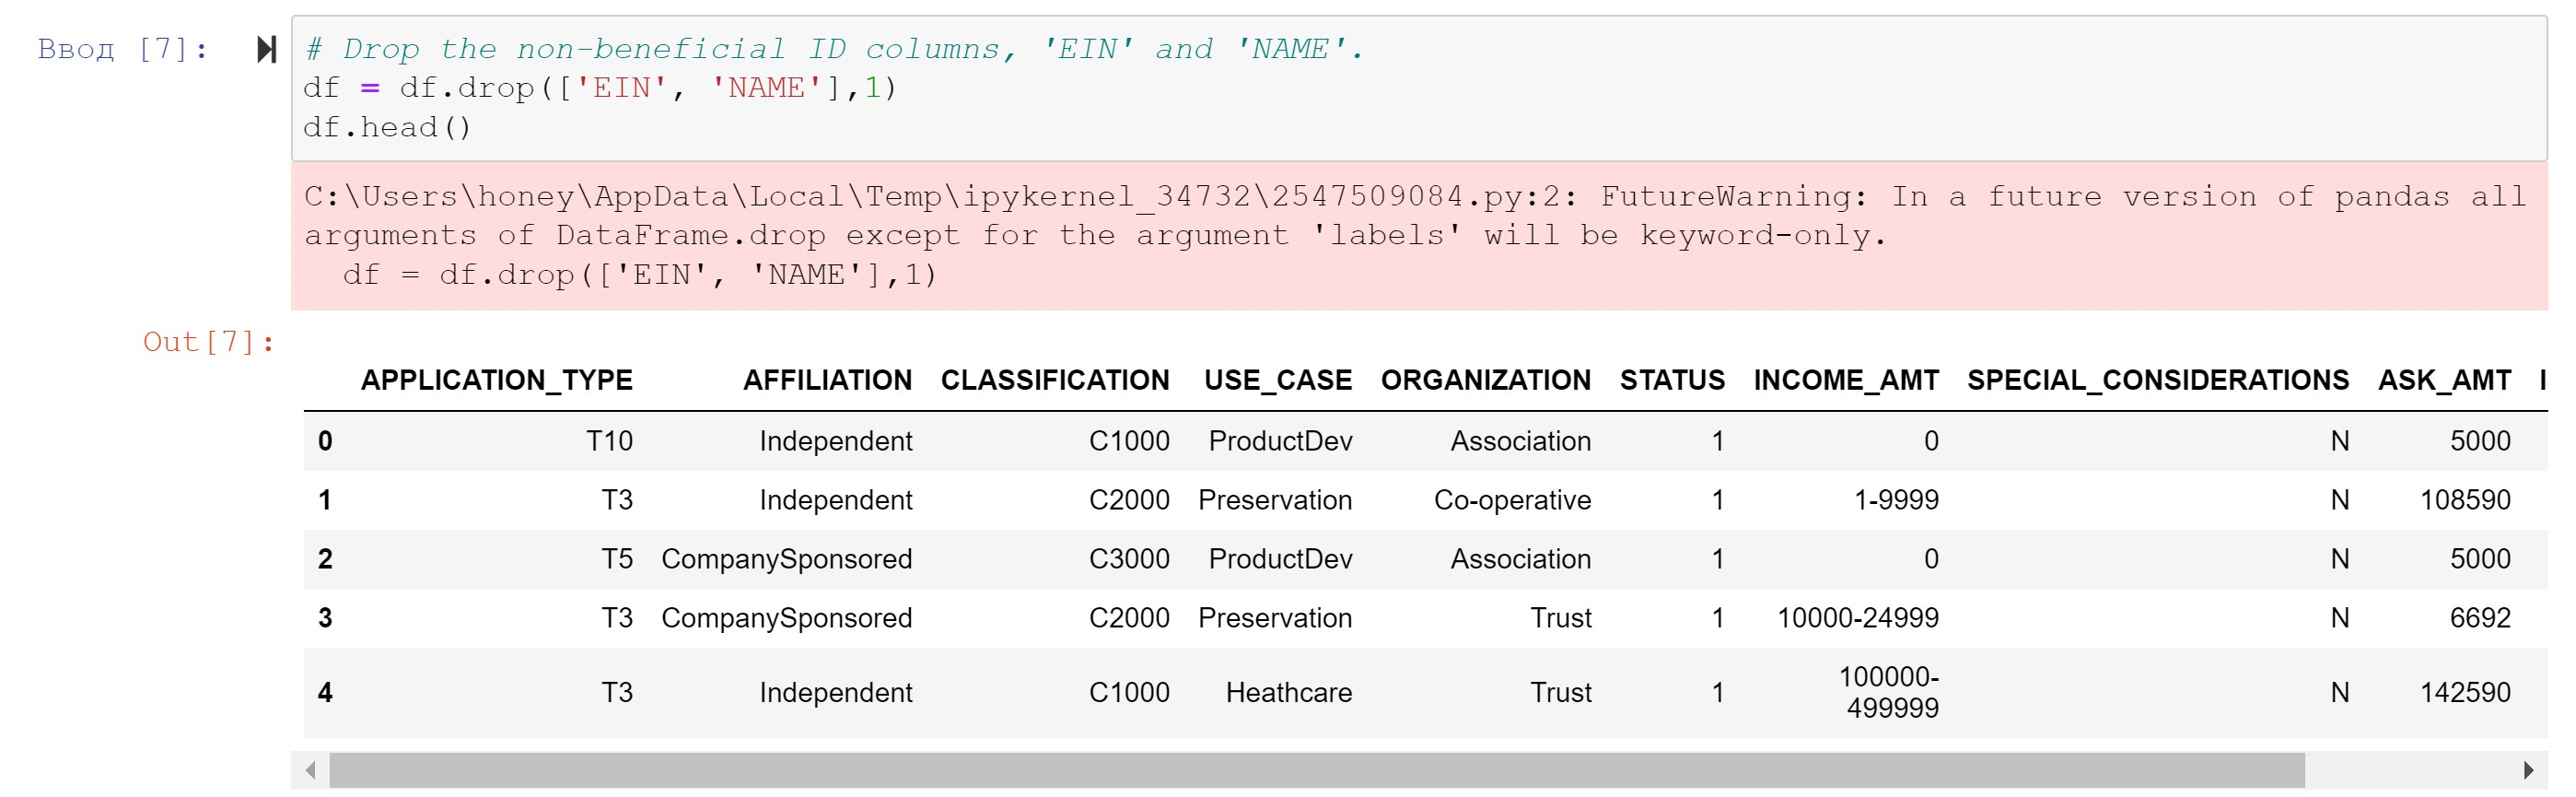 Ввод [7]:
# Drop the non-beneficial ID columns, 'EIN' and 'NAME'.
df = df.drop(['EIN', 'NAME'],1)
df.head()
C:\Users\honey\AppData\Local\Temp\ipykernel_34732\2547509084.py:2: FutureWarning: In a future version of pandas all
arguments of DataFrame.drop except for the argument 'labels' will be keyword-only.
df = df.drop(['EIN', 'NAME'],1)
Out[7]:
APPLICATION_TYPE AFFILIATION CLASSIFICATION USE_CASE ORGANIZATION STATUS INCOME_AMT SPECIAL_CONSIDERATIONS ASK_AMT
0 T10 Independent C1000 ProductDev Association 1 0 N 5000
1 T3 Independent C2000 Preservation Co-operative 1 1-9999 N 108590
2 T5 CompanySponsored C3000 ProductDev Association 1 0 N 5000
3 T3 CompanySponsored C2000 Preservation Trust 1 10000-24999 N 6692
4 T3 Independent C1000 Heathcare Trust 1 100000-
499999 N 142590